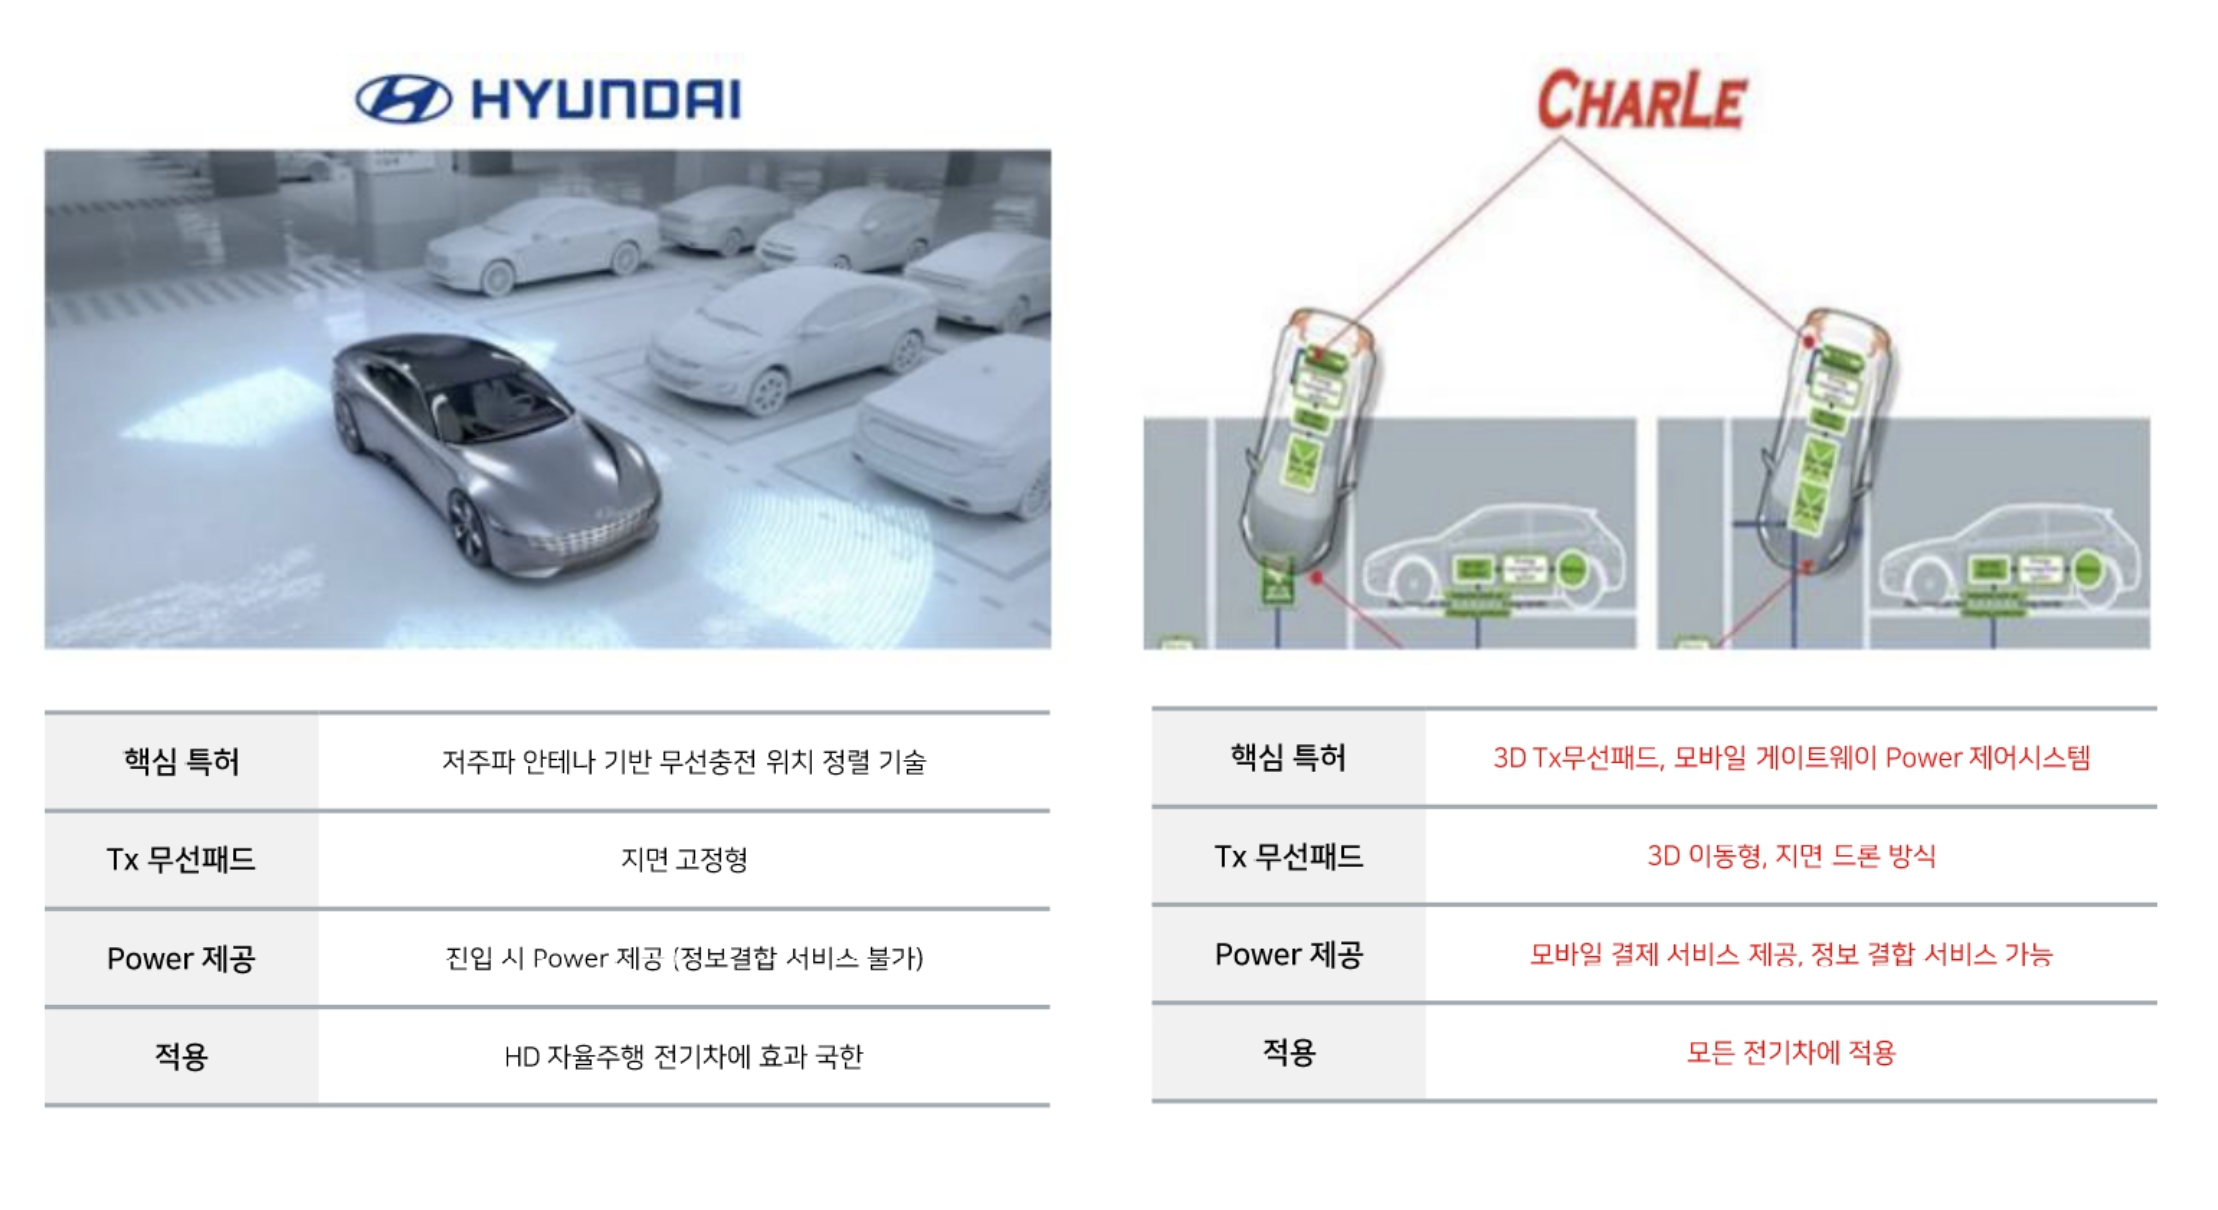 HYUNDAI
핵심 특허
저주파 안테나 기반 무선충전 위치 정렬 기술
Tx 무선패드
지면 고정형
Power 제공
진입 시 Power 제공 (정보결합 서비스 불가)
적용
HD 자율주행 전기차에 효과 국한
CHARLE
핵심 특허
3D Tx무선패드, 모바일 게이트웨이 Power 제어시스템
Tx 무선패드
3D 이동형, 지면 드론 방식
Power 제공
모바일 결제 서비스 제공, 정보 결합 서비스 가능
적용
모든 전기차에 적용